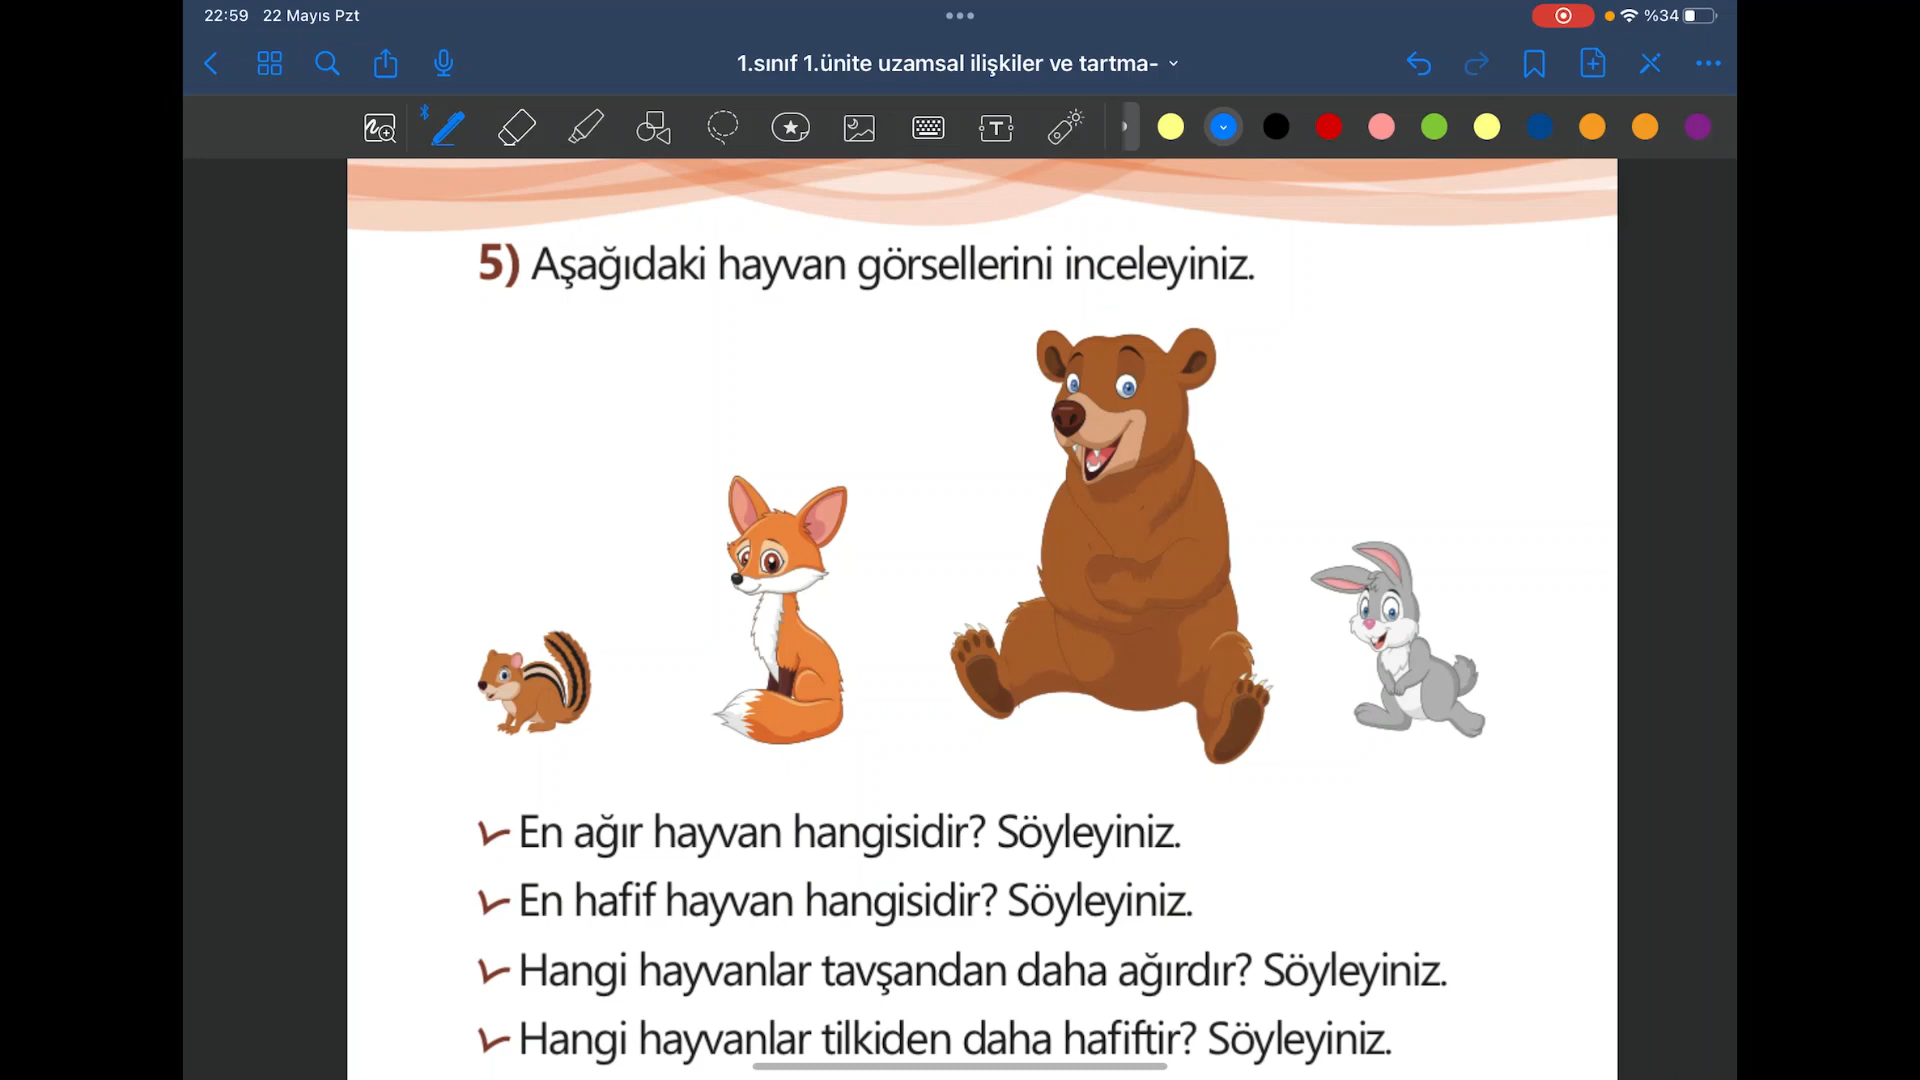 22:59 22 Mayıs Pzt
%34
1.sınıf 1.ünite uzamsal ilişkiler ve tartma-
5) Aşağıdaki hayvan görsellerini inceleyiniz.
En ağır hayvan hangisidir? Söyleyiniz.
En hafif hayvan hangisidir? Söyleyiniz.
Hangi hayvanlar tavşandan daha ağırdır? Söyleyiniz.
Hangi hayvanlar tilkiden daha hafiftir? Söyleyiniz.